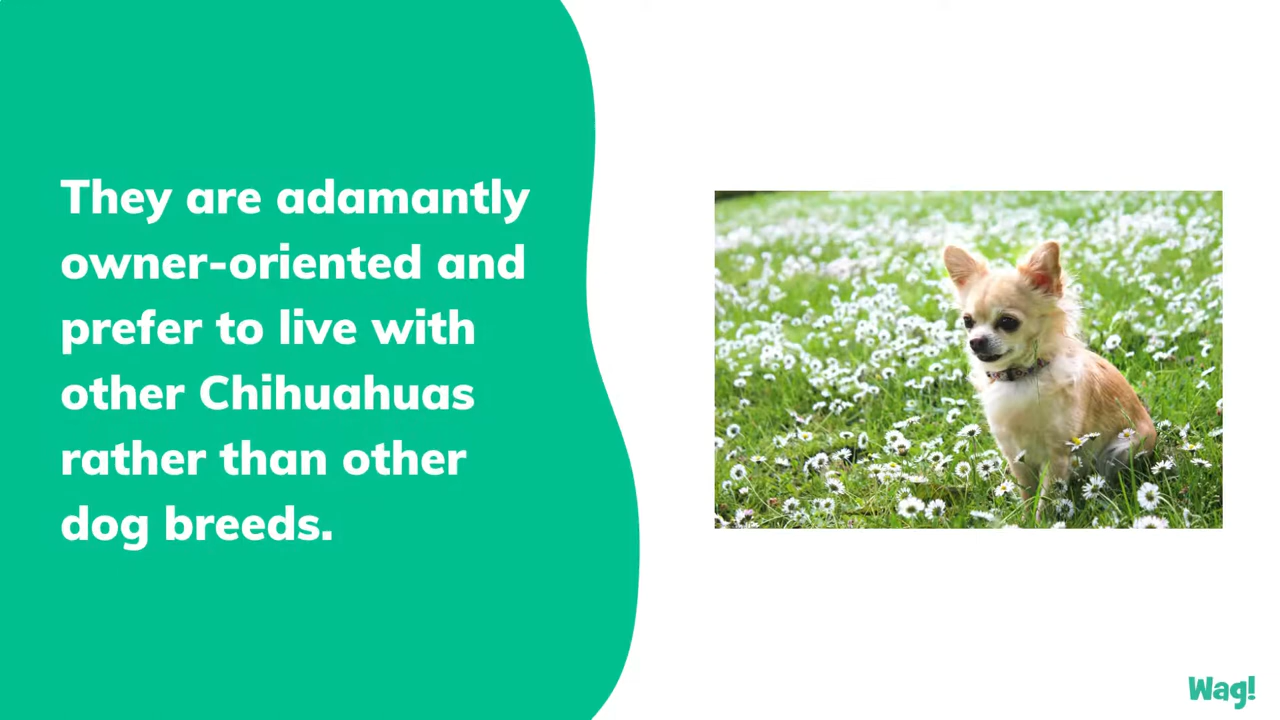 They are adamantly
owner-oriented and
prefer to live with
other Chihuahuas
rather than other
dog breeds.
Wag!